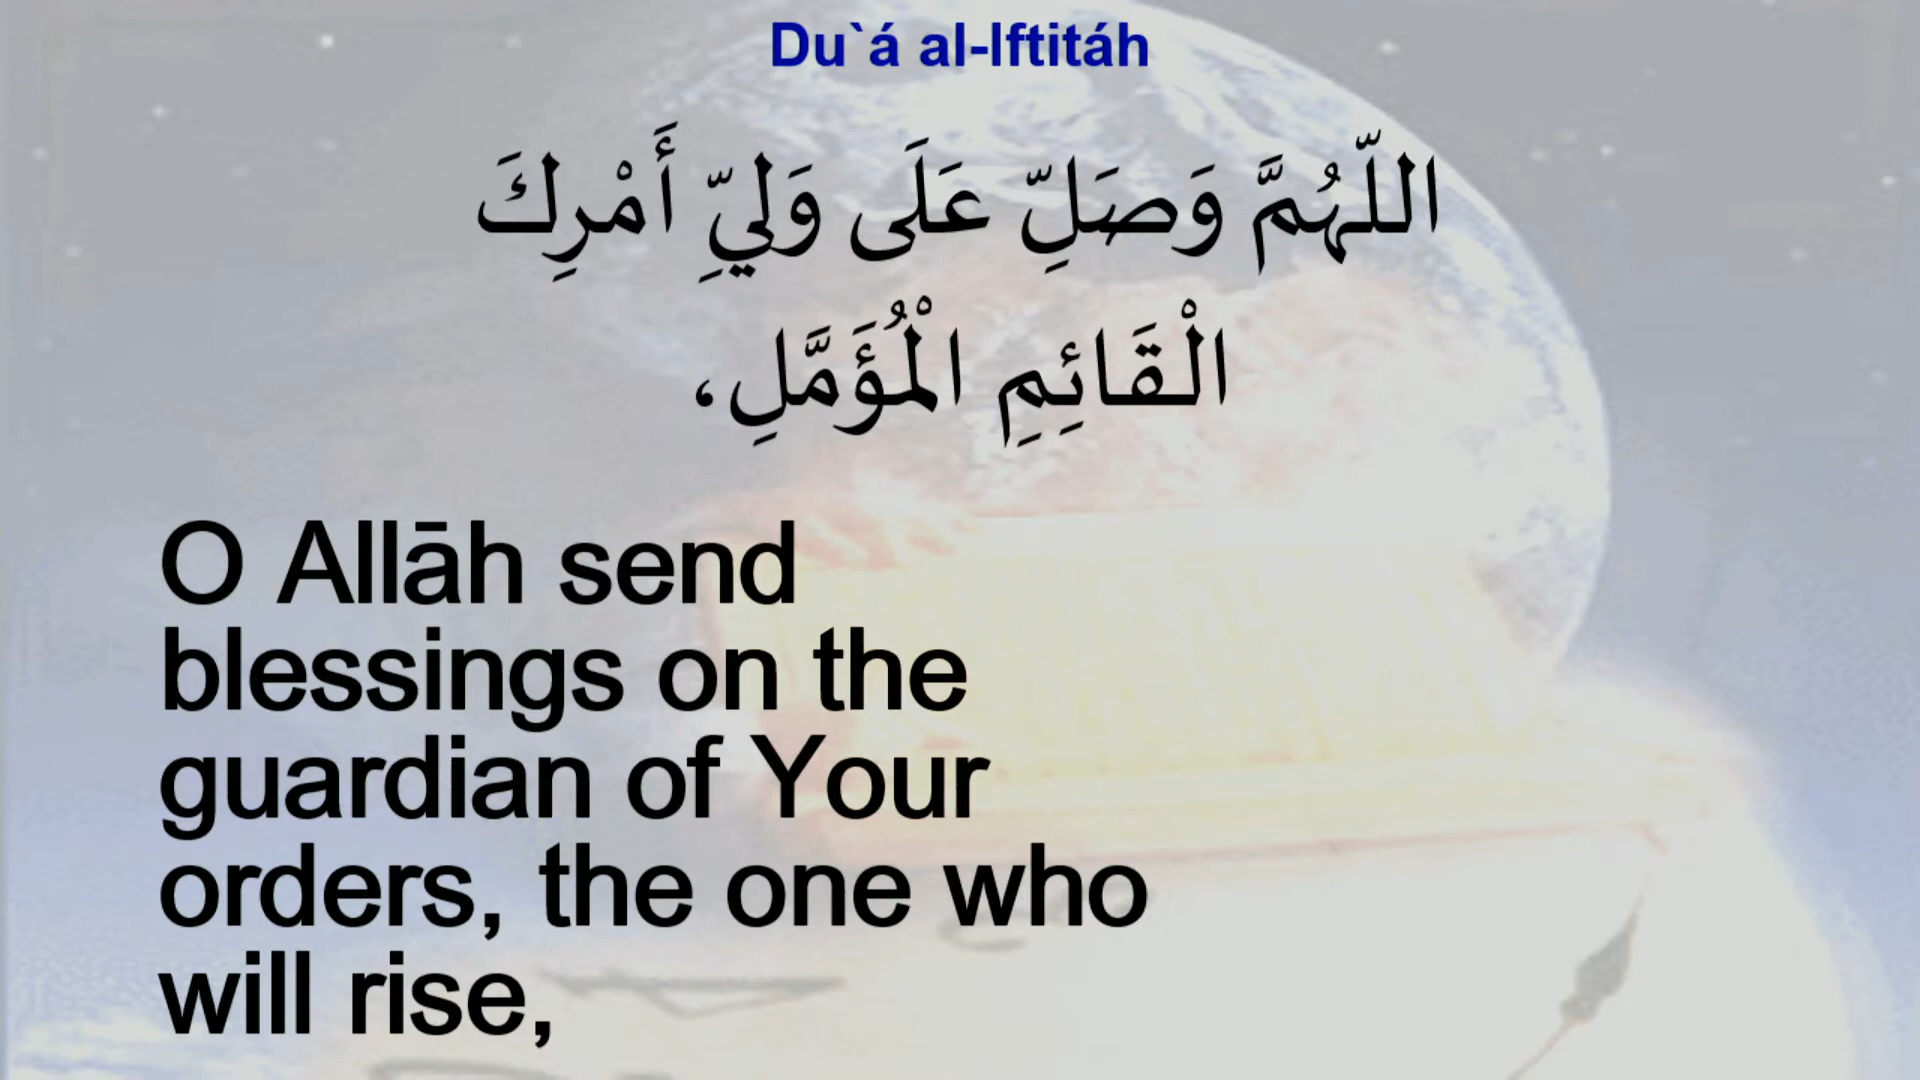 Du`á al-Iftitáh
اللّهُمَّ وَصَلِّ عَلَى وَلِيِّ أَمْرِكَ
الْقَائِمِ الْمُؤَمَّلِ،
O Allāh send
blessings on the
guardian of Your
orders, the one who
will rise,